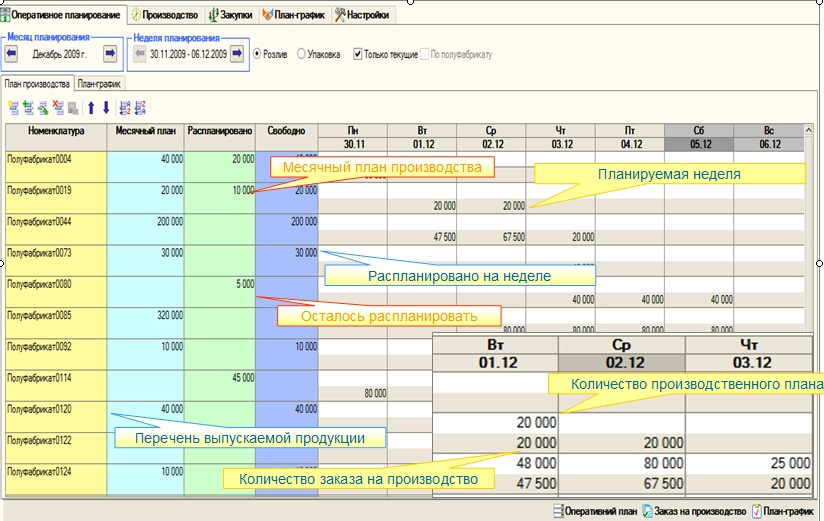 Оперативное планирование Производство Закупки План-график Настройки
Месяц планирования Неделя планирования
Декабрь 2009 г. 30.11.2009 - 06.12.2009 Розлив Упаковка Только текущие По полуфабрикату
План производства План-график
Номенклатура Месячный план Распланировано Свободно Пн Вт Ср Чт Пт Сб Вс
30.11 01.12 02.12 03.12 04.12 05.12 06.12
Полуфабрикат0004 40 000 20 000
Месячный план производства
Планируемая неделя
Полуфабрикат0019 20 000 10 000 20 000
20 000 20 000
Полуфабрикат0044 200 000 200 000
47 500 67 500 20 000
Полуфабрикат0073 30 000 30 000
Распланировано на неделе
Полуфабрикат0080 5 000
40 000 40 000 40 000
Осталось распланировать
Полуфабрикат0085 320 000
80 000 80 000 80 000
Полуфабрикат0092 10 000 10 000
Вт Ср Чт
01.12 02.12 03.12
Полуфабрикат0114 45 000
80 000
Количество производственного плана
Полуфабрикат0120 40 000 40 000
20 000
Перечень выпускаемой продукции
Полуфабрикат0122
20 000 20 000
Полуфабрикат0124 10 000
48 000 80 000 25 000
Количество заказа на производство
47 500 67 500 20 000
Оперативний план Заказ на производство План-график